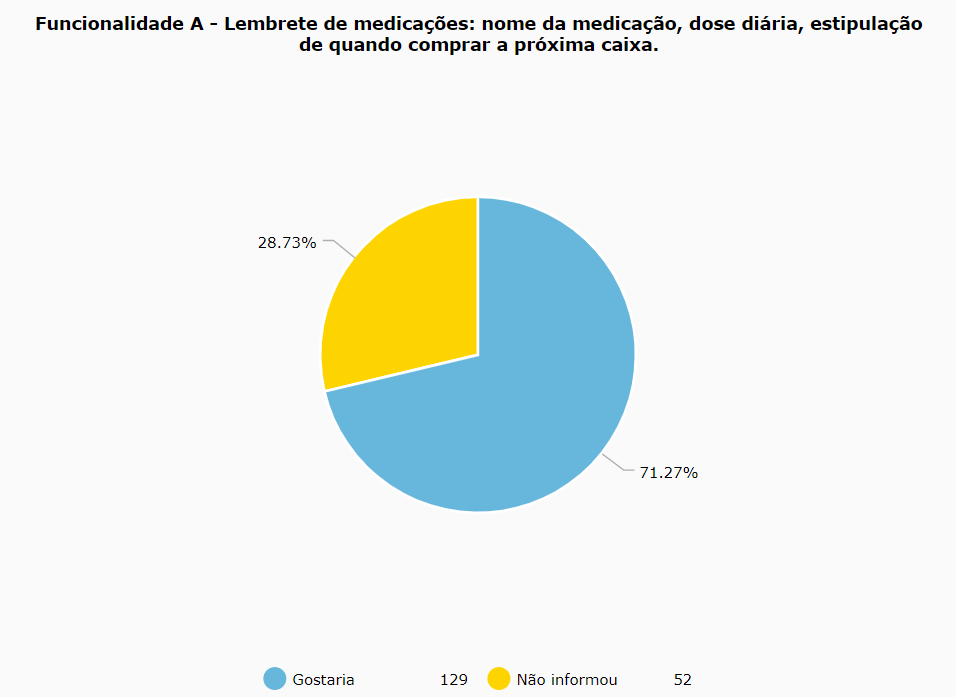 Funcionalidade A - Lembrete de medicações: nome da medicação, dose diária, estipulação
de quando comprar a próxima caixa.
28.73%
71.27%
Gostaria 129 Não informou 52